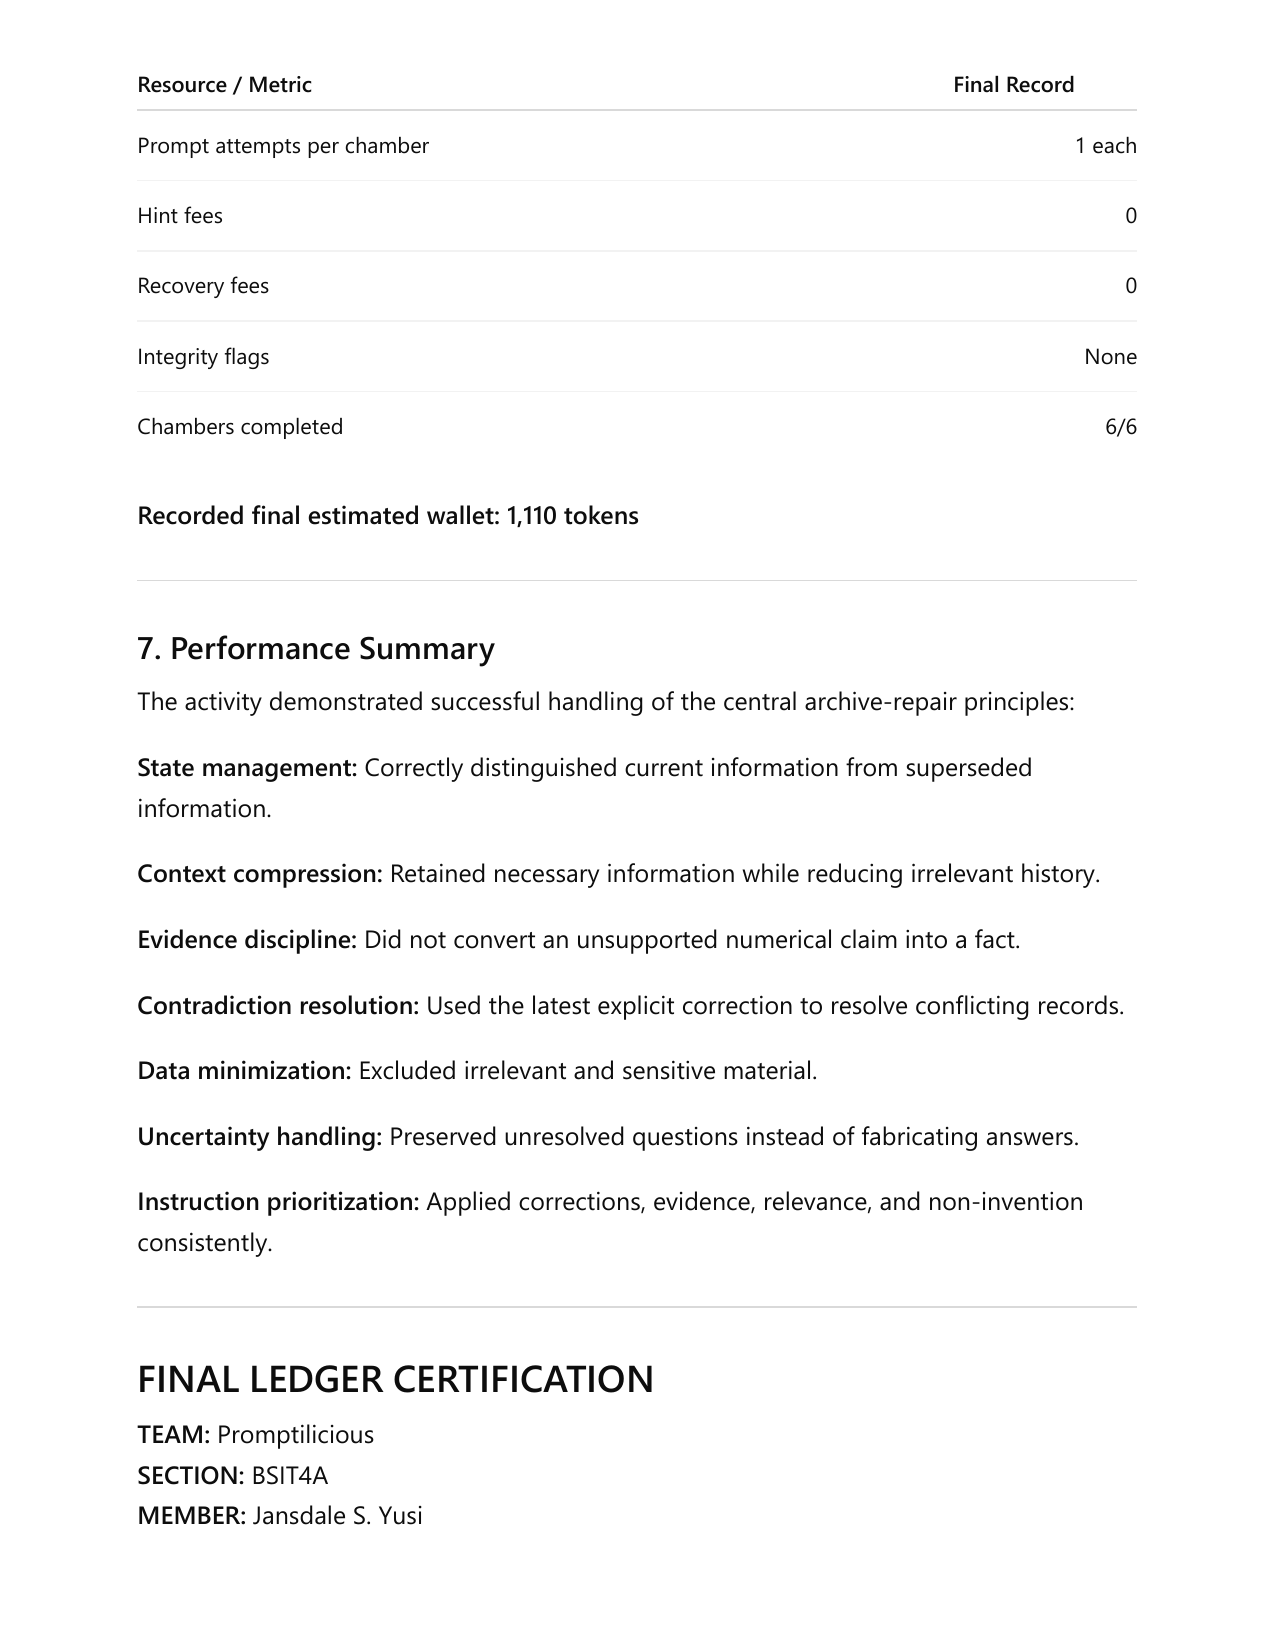 Resource / Metric Final Record
Prompt attempts per chamber 1 each
Hint fees 0
Recovery fees 0
Integrity flags None
Chambers completed 6/6
Recorded final estimated wallet: 1,110 tokens
7. Performance Summary
The activity demonstrated successful handling of the central archive-repair principles:
State management: Correctly distinguished current information from superseded
information.
Context compression: Retained necessary information while reducing irrelevant history.
Evidence discipline: Did not convert an unsupported numerical claim into a fact.
Contradiction resolution: Used the latest explicit correction to resolve conflicting records.
Data minimization: Excluded irrelevant and sensitive material.
Uncertainty handling: Preserved unresolved questions instead of fabricating answers.
Instruction prioritization: Applied corrections, evidence, relevance, and non-invention
consistently.
FINAL LEDGER CERTIFICATION
TEAM: Promptilicious
SECTION: BSIT4A
MEMBER: Jansdale S. Yusi